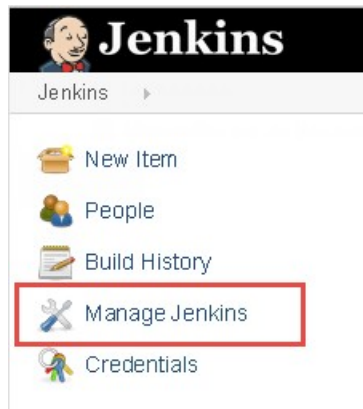 Jenkins
Jenkins
New Item
People
Build History
Manage Jenkins
Credentials